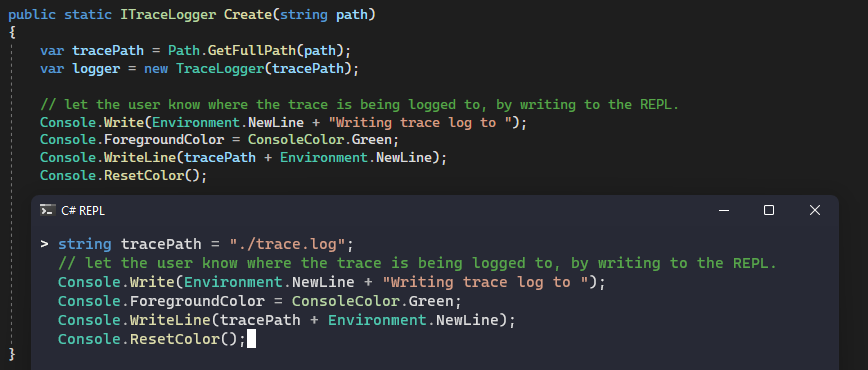 public static ITraceLogger Create(string path)
{
var tracePath = Path.GetFullPath(path);
var logger = new TraceLogger(tracePath);
// let the user know where the trace is being logged to, by writing to the REPL.
Console.Write(Environment.NewLine + "Writing trace log to ");
Console.ForegroundColor = ConsoleColor.Green;
Console.WriteLine(tracePath + Environment.NewLine);
Console.ResetColor();
C# REPL
> string tracePath = "./trace.log";
// let the user know where the trace is being logged to, by writing to the REPL.
Console.Write(Environment.NewLine + "Writing trace log to ");
Console.ForegroundColor = ConsoleColor.Green;
Console.WriteLine(tracePath + Environment.NewLine);
Console.ResetColor();
}